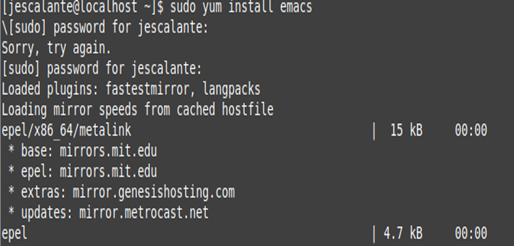 [jescalante@localhost ~]$ sudo yum install emacs
\[sudo] password for jescalante:
Sorry, try again.
[sudo] password for jescalante:
Loaded plugins: fastestmirror, langpacks
Loading mirror speeds from cached hostfile
epel/x86_64/metalink | 15 kB 00:00
* base: mirrors.mit.edu
* epel: mirrors.mit.edu
* extras: mirror.genesishosting.com
* updates: mirror.metrocast.net
epel | 4.7 kB 00:00